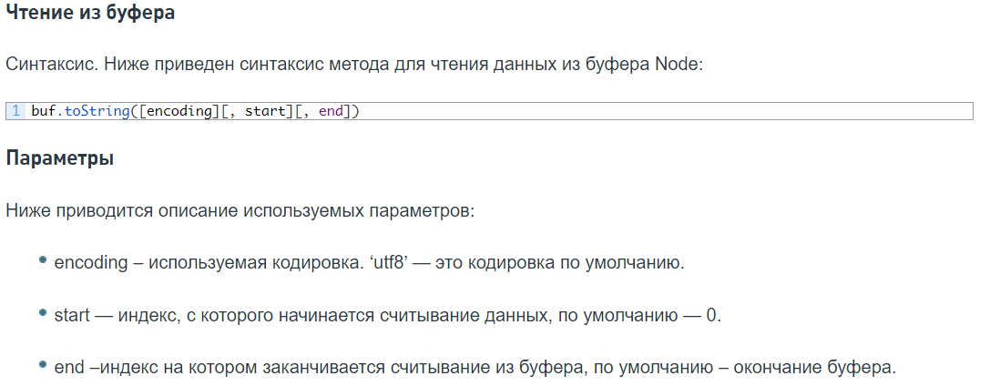 Чтение из буфера
Синтаксис. Ниже приведен синтаксис метода для чтения данных из буфера Node:
1 buf.toString([encoding][, start][, end])
Параметры
Ниже приводится описание используемых параметров:
encoding – используемая кодировка. ‘utf8’ — это кодировка по умолчанию.
start — индекс, с которого начинается считывание данных, по умолчанию — 0.
end –индекс на котором заканчивается считывание из буфера, по умолчанию – окончание буфера.